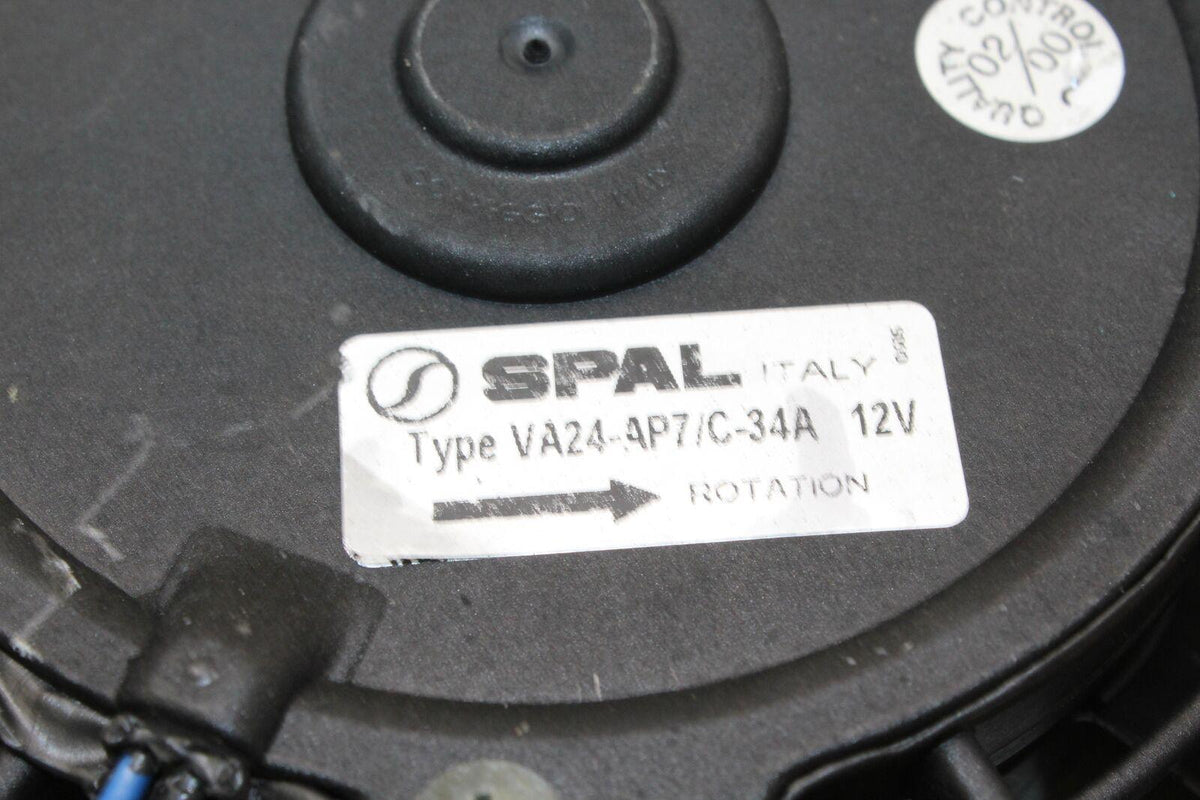 QUALITY CONTROL
02/00
SPAL ITALY
Type VA24-AP7/C-34A 12V
ROTATION